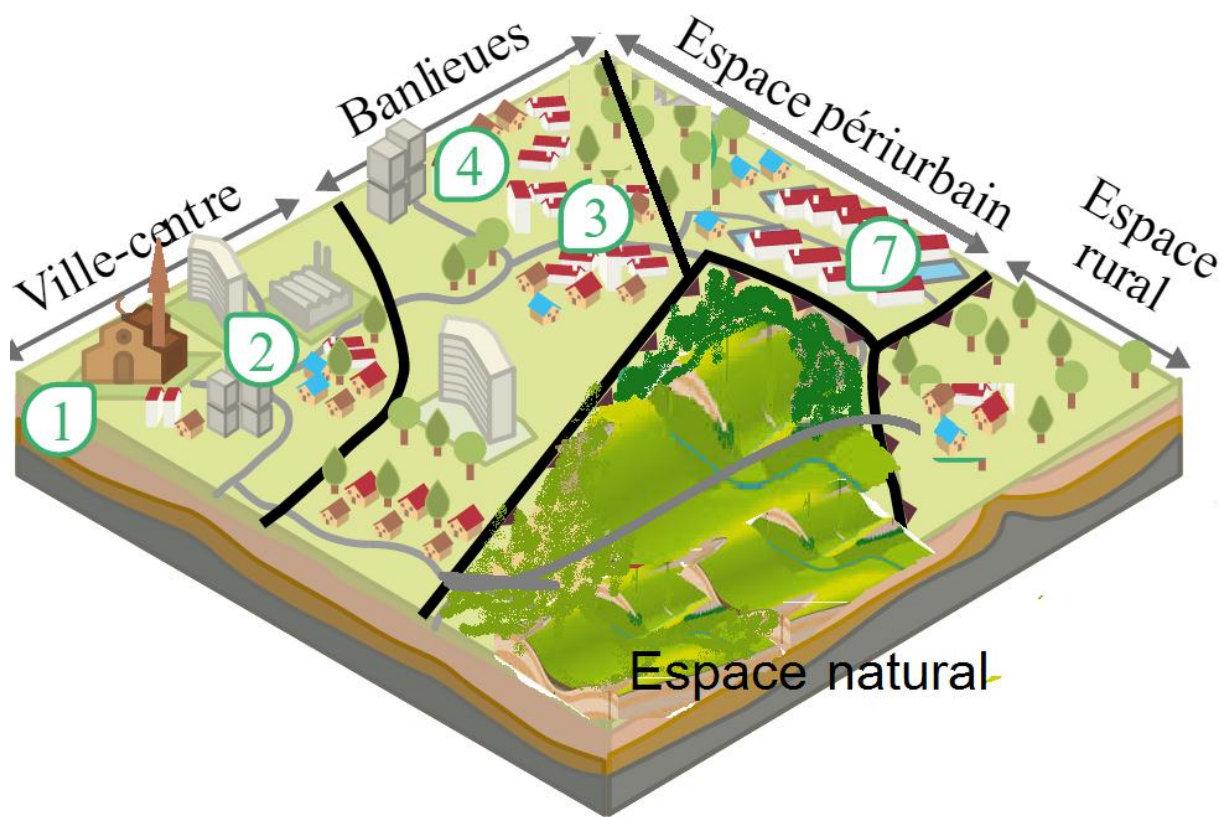 Ville-centre
Banlieues
Espace périurbain
Espace
rural
4
3
7
2
1
Espace natural